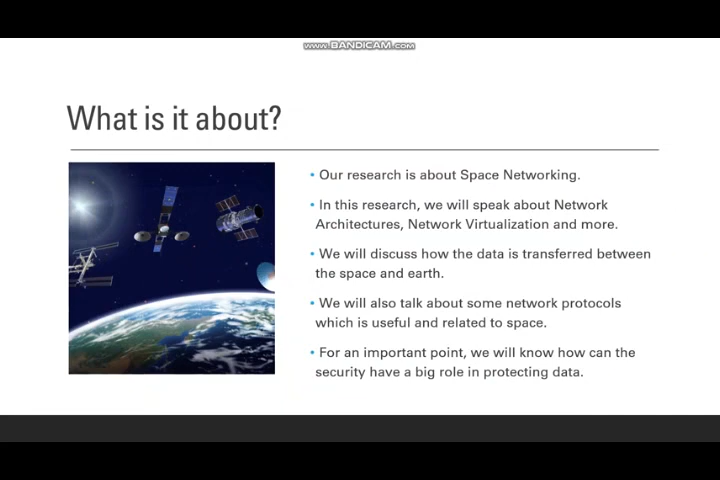 www.BANDICAM.com
What is it about?
• Our research is about Space Networking.
• In this research, we will speak about Network
Architectures, Network Virtualization and more.
• We will discuss how the data is transferred between
the space and earth.
• We will also talk about some network protocols
which is useful and related to space.
• For an important point, we will know how can the
security have a big role in protecting data.